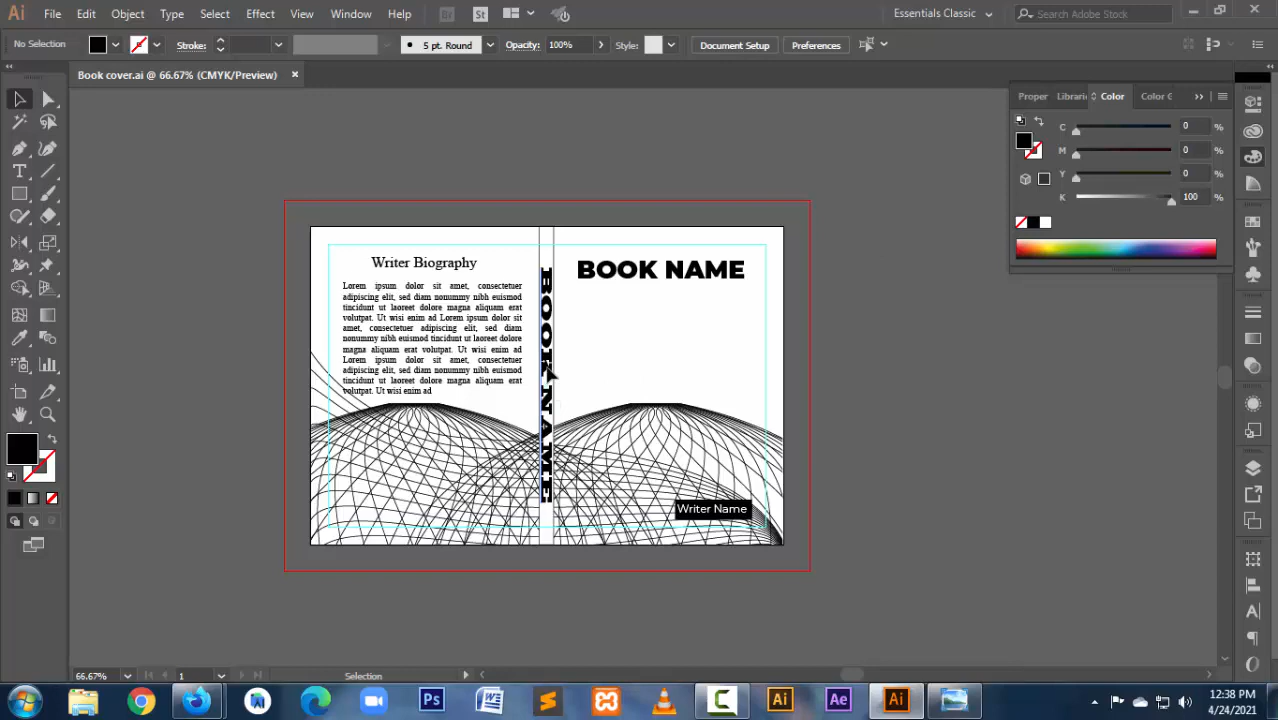 Ai File Edit Object Type Select Effect View Window Help Br St Essentials Classic Search Adobe Stock
No Selection Stroke: 5 pt. Round Opacity: 100% Style: Document Setup Preferences
Book cover.ai @ 66.67% (CMYK/Preview)
Proper Librari Color Color G
C 0 %
M 0 %
Y 0 %
K 100 %
Writer Biography
Lorem ipsum dolor sit amet, consectetuer
adipiscing elit, sed diam nonummy nibh euismod
tincidunt ut laoreet dolore magna aliquam erat
volutpat. Ut wisi enim ad Lorem ipsum dolor sit
amet, consectetuer adipiscing elit, sed diam
nonummy nibh euismod tincidunt ut laoreet dolore
magna aliquam erat volutpat. Ut wisi enim ad
Lorem ipsum dolor sit amet, consectetuer
adipiscing elit, sed diam nonummy nibh euismod
tincidunt ut laoreet dolore magna aliquam erat
volutpat. Ut wisi enim ad
BOOK NAME
BOOK NAME
Writer Name
66.67% 1 Selection
Ps W Ai Ae Ai
12:38 PM
4/24/2021